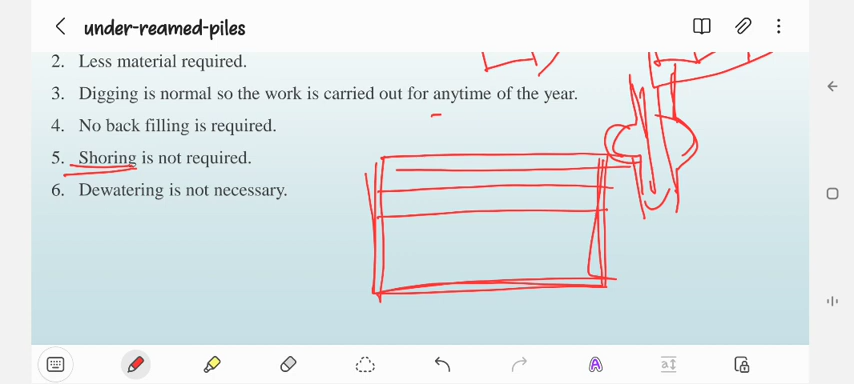 under-reamed-piles
2. Less material required.
3. Digging is normal so the work is carried out for anytime of the year.
4. No back filling is required.
5. Shoring is not required.
6. Dewatering is not necessary.
A
a